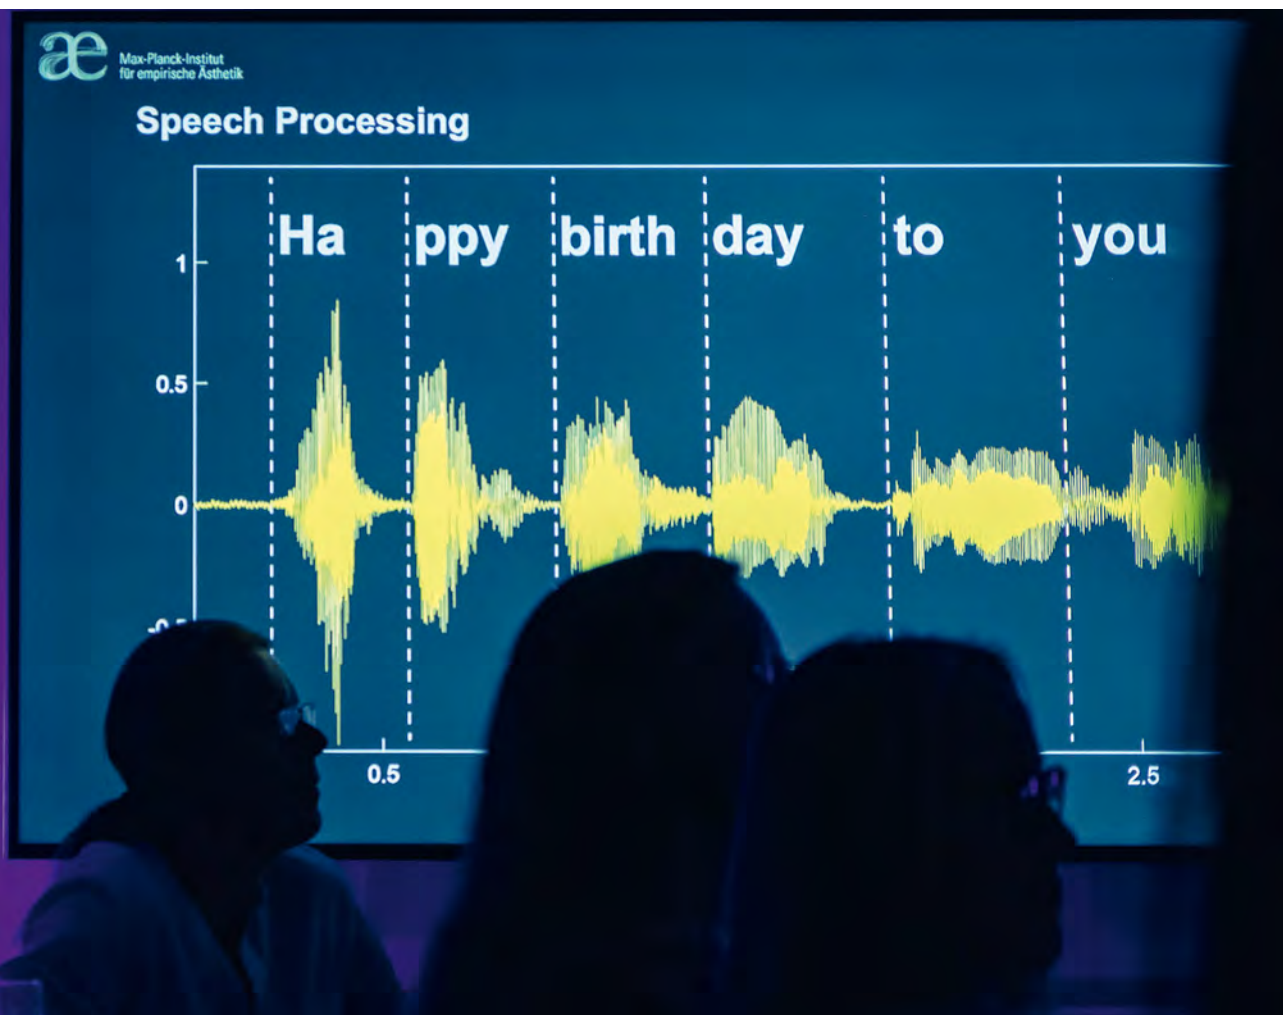 æ
Max-Planck-Institut
für empirische Ästhetik
Speech Processing
Ha ppy birth day to you
1
0.5
0
0.5 2.5